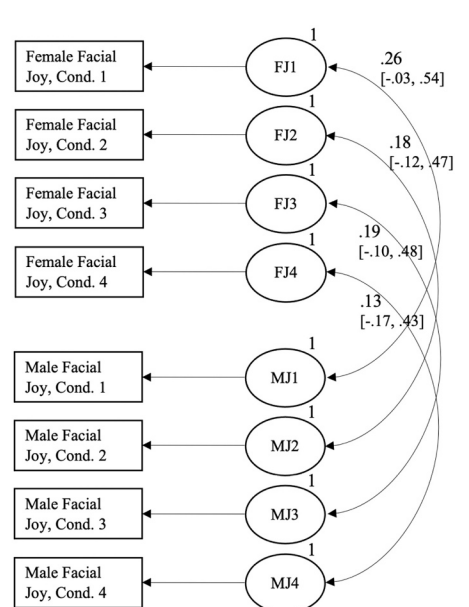 1
Female Facial
Joy, Cond. 1
FJ1
.26
[-.03, .54]
1
Female Facial
Joy, Cond. 2
FJ2
.18
[-.12, .47]
1
Female Facial
Joy, Cond. 3
FJ3
.19
[-.10, .48]
1
Female Facial
Joy, Cond. 4
FJ4
.13
[-.17, .43]
1
Male Facial
Joy, Cond. 1
MJ1
1
Male Facial
Joy, Cond. 2
MJ2
1
Male Facial
Joy, Cond. 3
MJ3
1
Male Facial
Joy, Cond. 4
MJ4